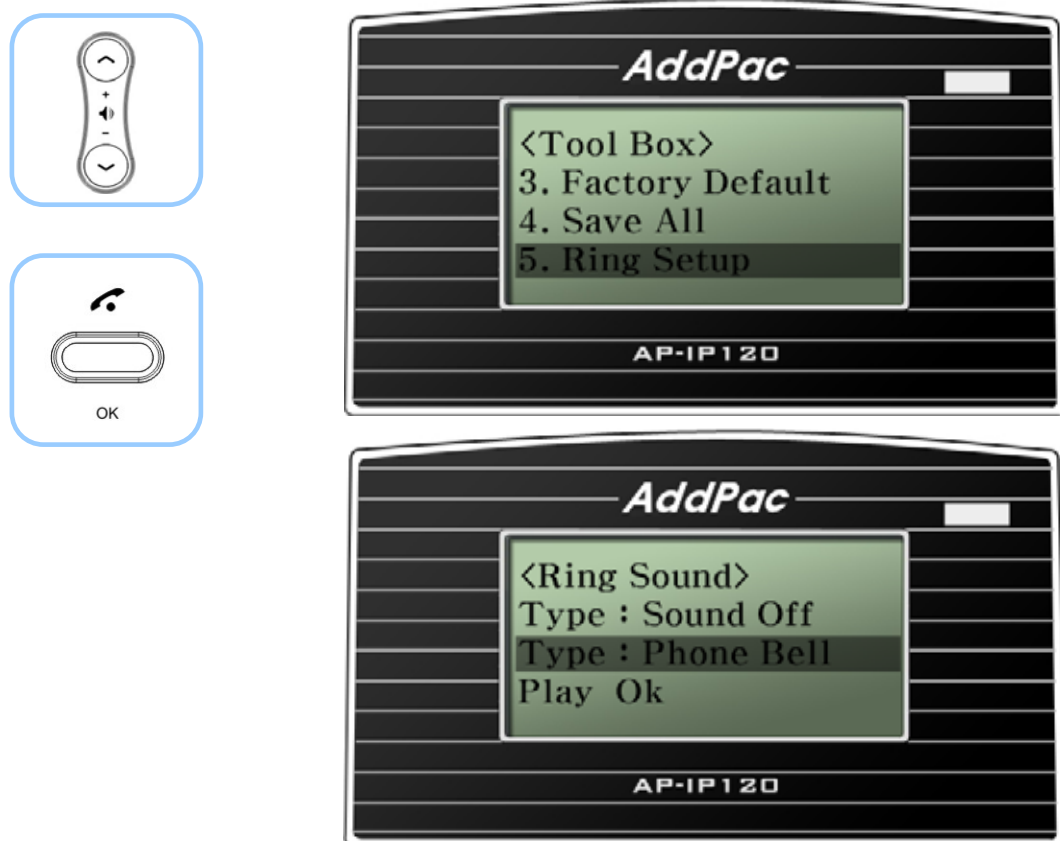 +
-
OK
AddPac
<Tool Box>
3. Factory Default
4. Save All
5. Ring Setup
AP-IP120
AddPac
<Ring Sound>
Type : Sound Off
Type : Phone Bell
Play Ok
AP-IP120